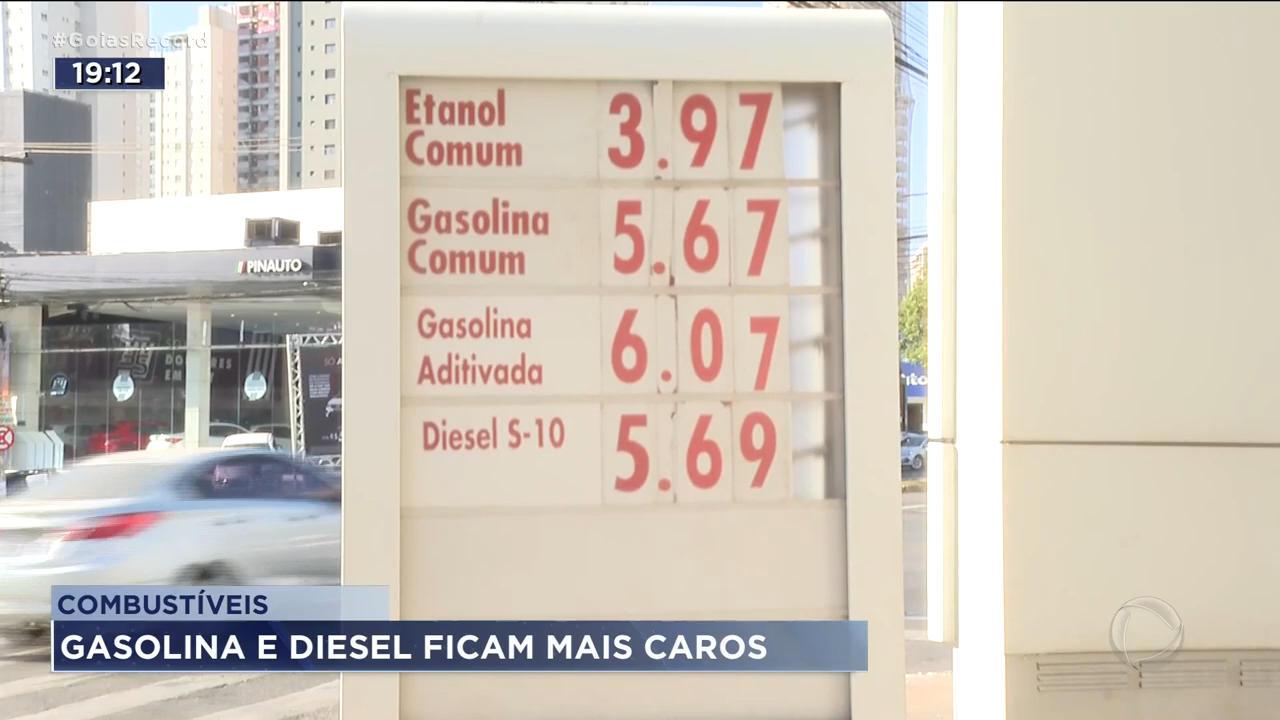 #GoiasRecord
19:12
Etanol
Comum
3.97
Gasolina
Comum
5.67
Gasolina
Aditivada
6.07
Diesel S-10
5.69
PINAUTO
COMBUSTÍVEIS
GASOLINA E DIESEL FICAM MAIS CAROS